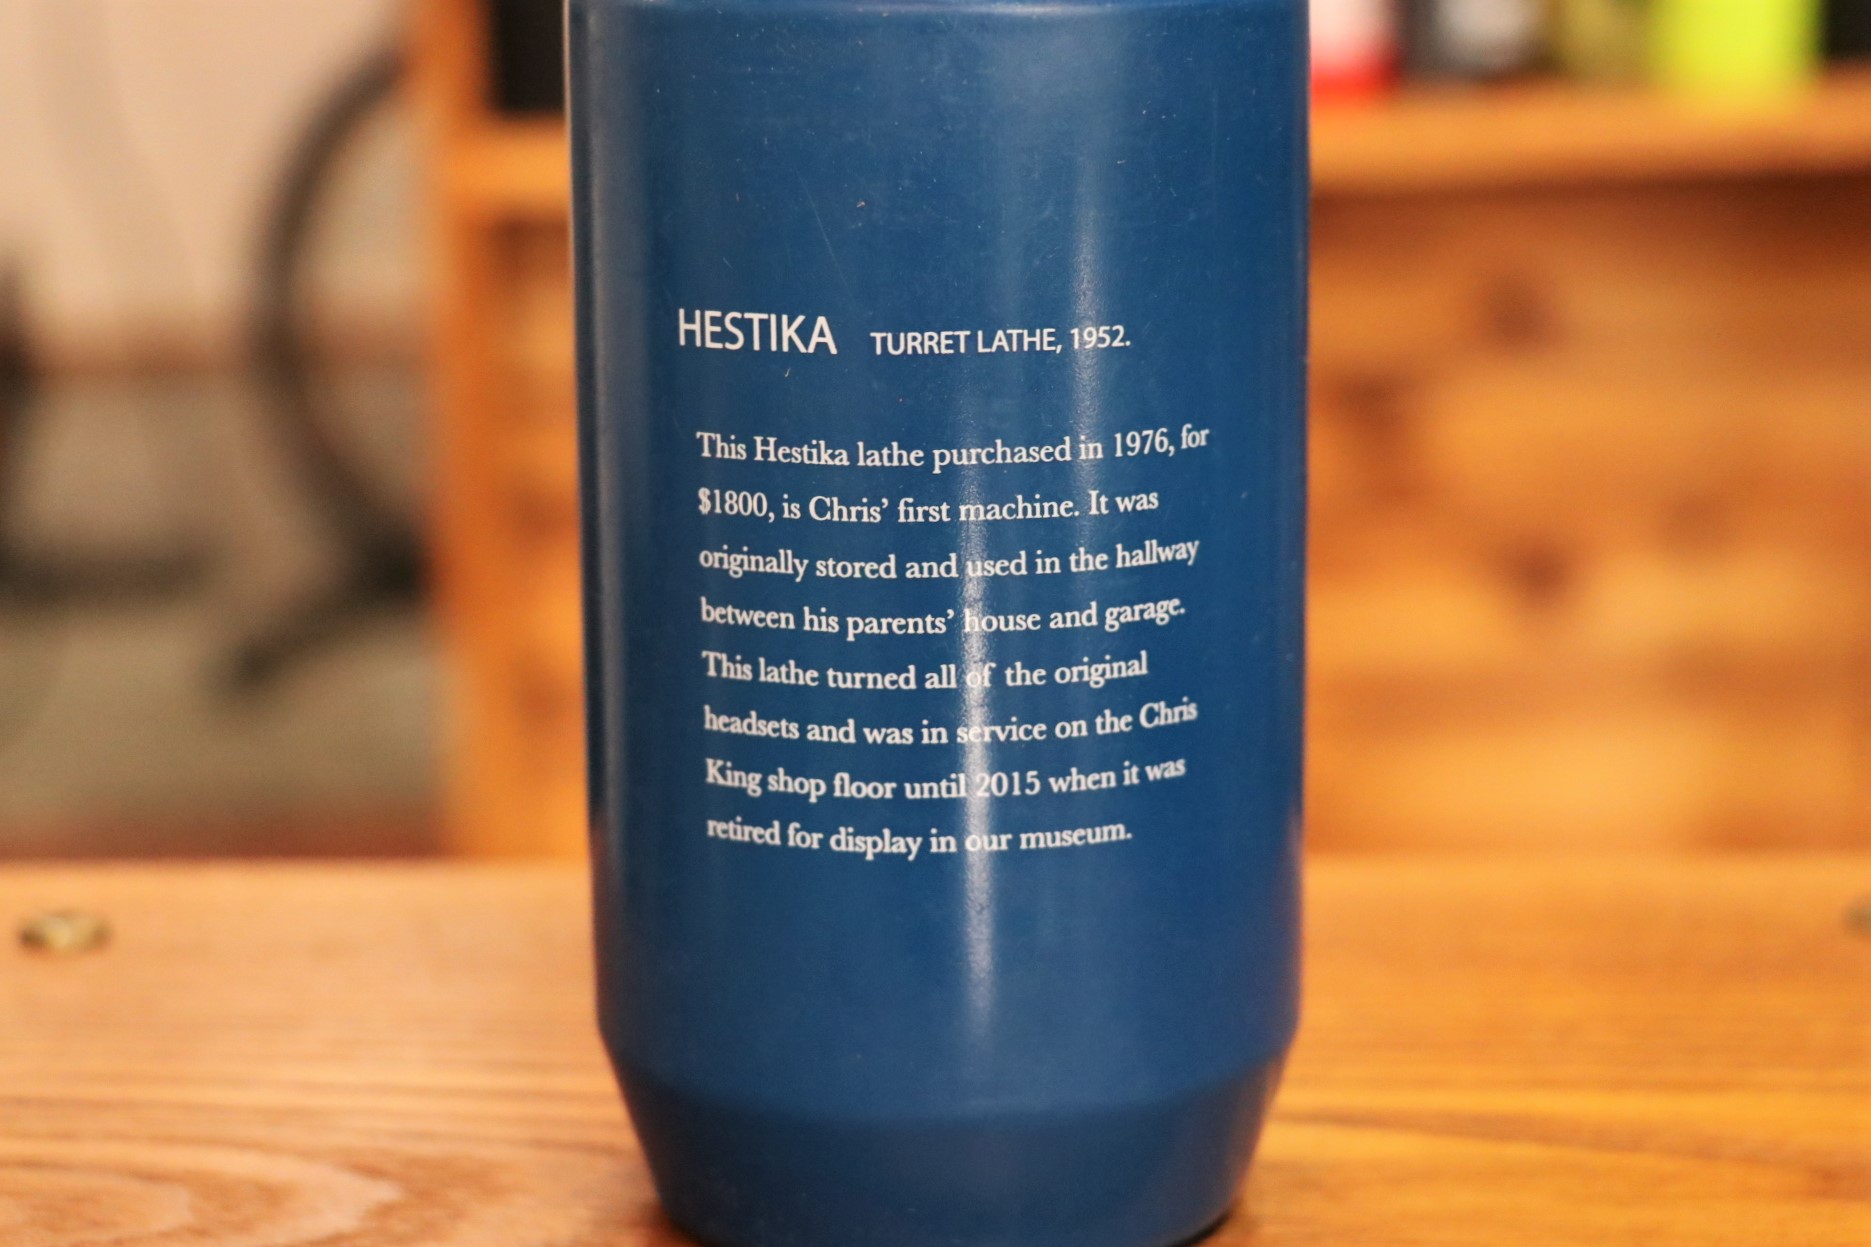 HESTIKA TURRET LATHE, 1952.
This Hestika lathe purchased in 1976, for
$1800, is Chris’ first machine. It was
originally stored and used in the hallway
between his parents’ house and garage.
This lathe turned all of the original
headsets and was in service on the Chris
King shop floor until 2015 when it was
retired for display in our museum.